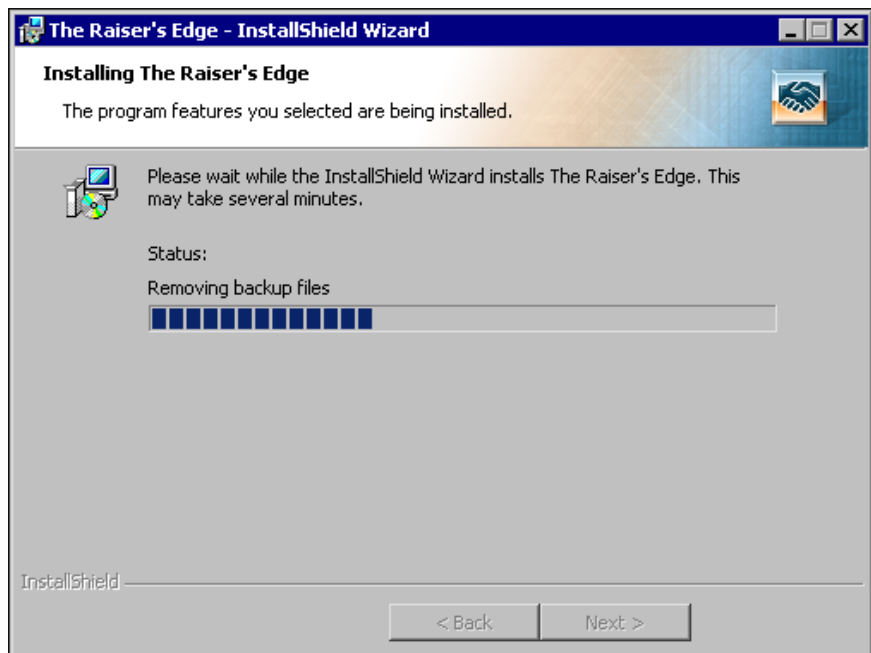 The Raiser's Edge - InstallShield Wizard
Installing The Raiser's Edge
The program features you selected are being installed.
Please wait while the InstallShield Wizard installs The Raiser's Edge. This
may take several minutes.
Status:
Removing backup files
InstallShield
< Back
Next >